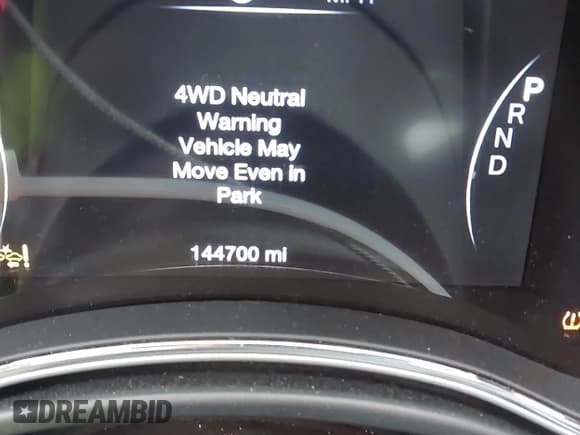 4WD Neutral
Warning
Vehicle May
Move Even in
Park
144700 mi
P
R
N
D
DREAMBID